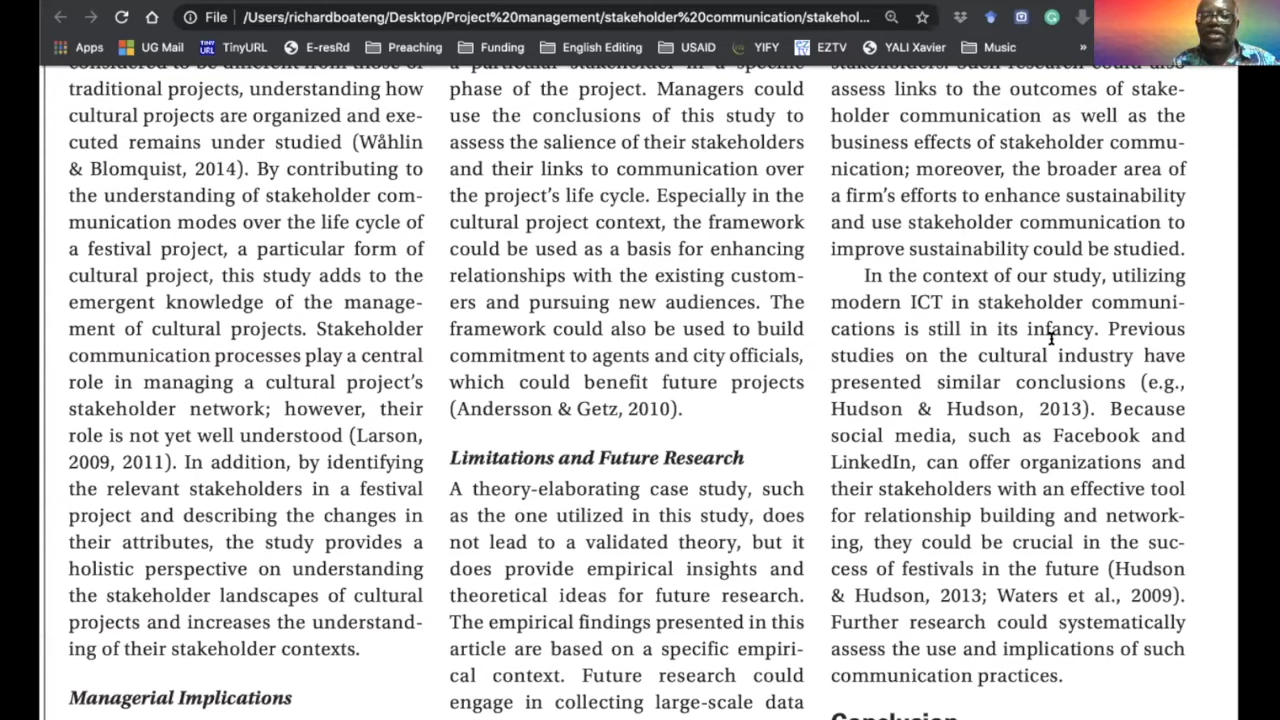 File
/Users/richardboateng/Desktop/Project%20management/stakeholder%20communication/stakehol...
Apps
UG Mail
TINY URL
TinyURL
E-resRd
Preaching
Funding
English Editing
USAID
YIFY
EZTV
YALI Xavier
Music
»
traditional projects, understanding how
cultural projects are organized and exe-
cuted remains under studied (Wåhlin
& Blomquist, 2014). By contributing to
the understanding of stakeholder com-
munication modes over the life cycle of
a festival project, a particular form of
cultural project, this study adds to the
emergent knowledge of the manage-
ment of cultural projects. Stakeholder
communication processes play a central
role in managing a cultural project's
stakeholder network; however, their
role is not yet well understood (Larson,
2009, 2011). In addition, by identifying
the relevant stakeholders in a festival
project and describing the changes in
their attributes, the study provides a
holistic perspective on understanding
the stakeholder landscapes of cultural
projects and increases the understand-
ing of their stakeholder contexts.
Managerial Implications
a particular stakeholder in a specific
phase of the project. Managers could
use the conclusions of this study to
assess the salience of their stakeholders
and their links to communication over
the project's life cycle. Especially in the
cultural project context, the framework
could be used as a basis for enhancing
relationships with the existing custom-
ers and pursuing new audiences. The
framework could also be used to build
commitment to agents and city officials,
which could benefit future projects
(Andersson & Getz, 2010).
Limitations and Future Research
A theory-elaborating case study, such
as the one utilized in this study, does
not lead to a validated theory, but it
does provide empirical insights and
theoretical ideas for future research.
The empirical findings presented in this
article are based on a specific empiri-
cal context. Future research could
engage in collecting large-scale data
stakeholders. Such research could also
assess links to the outcomes of stake-
holder communication as well as the
business effects of stakeholder commu-
nication; moreover, the broader area of
a firm's efforts to enhance sustainability
and use stakeholder communication to
improve sustainability could be studied.
In the context of our study, utilizing
modern ICT in stakeholder communi-
cations is still in its infancy. Previous
studies on the cultural industry have
presented similar conclusions (e.g.,
Hudson & Hudson, 2013). Because
social media, such as Facebook and
LinkedIn, can offer organizations and
their stakeholders with an effective tool
for relationship building and network-
ing, they could be crucial in the suc-
cess of festivals in the future (Hudson
& Hudson, 2013; Waters et al., 2009).
Further research could systematically
assess the use and implications of such
communication practices.
Conclusion